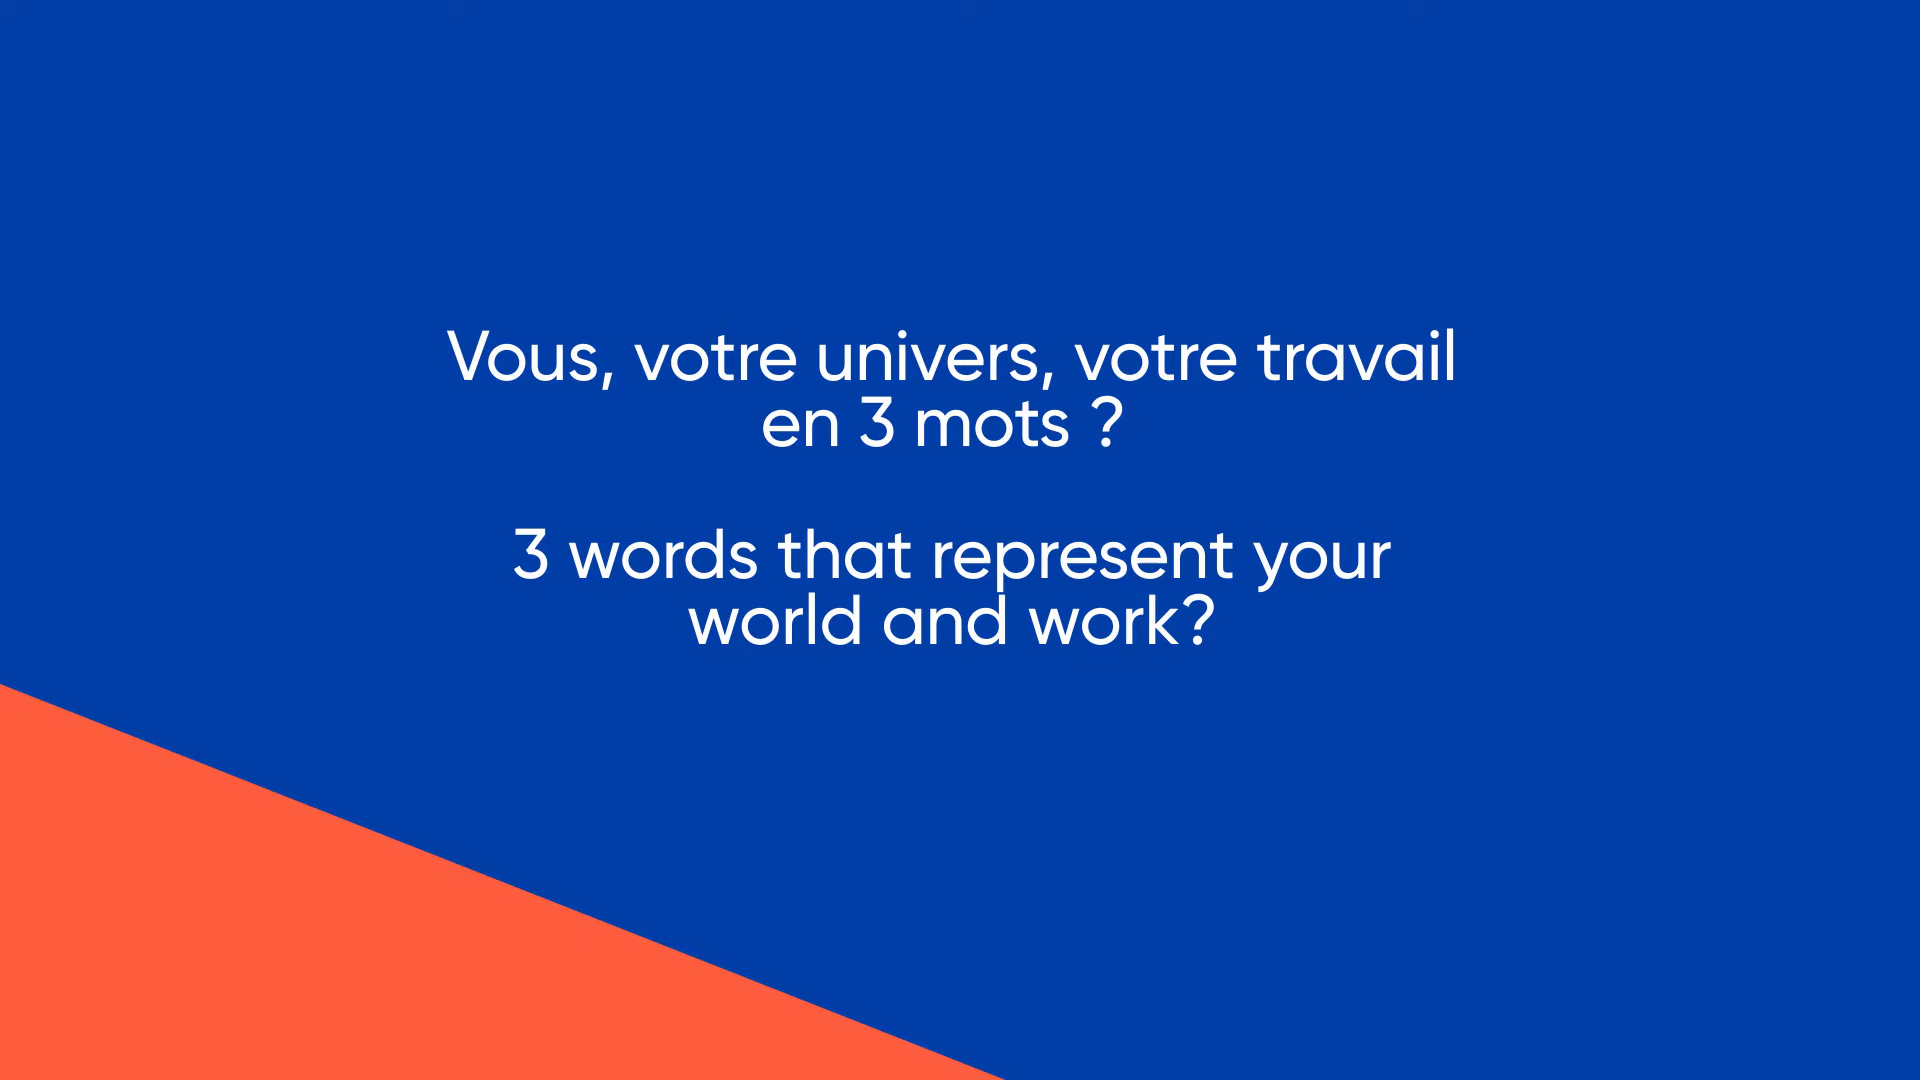 Vous, votre univers, votre travail
en 3 mots ?
3 words that represent your
world and work?